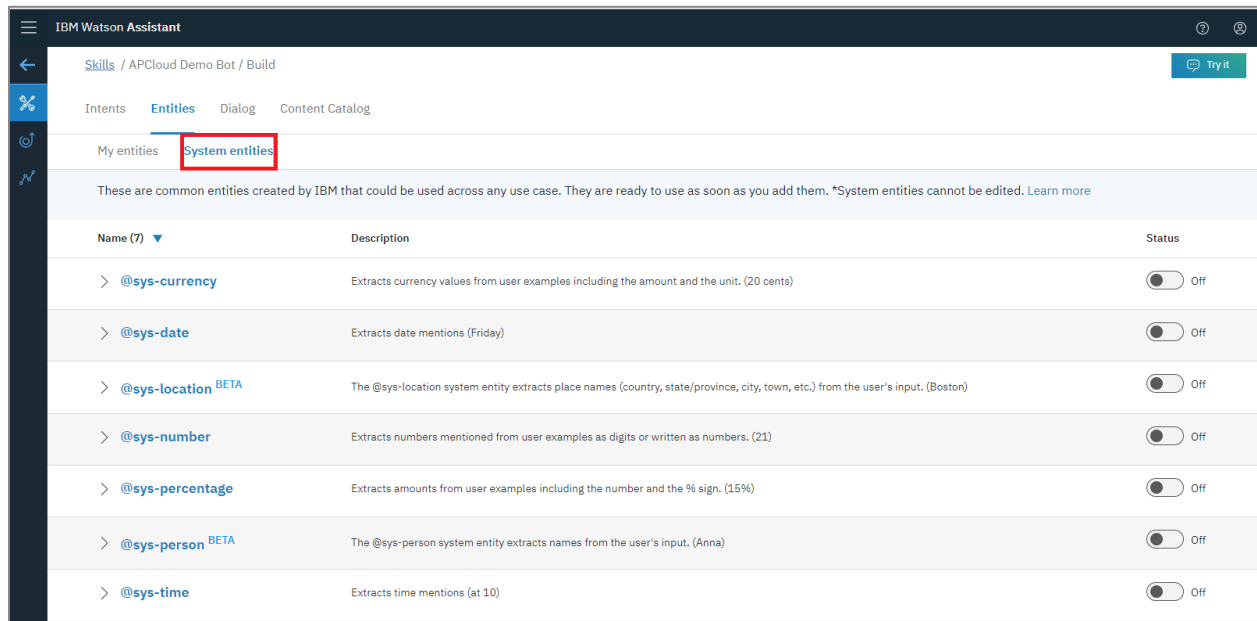 IBM Watson Assistant
Skills / APCloud Demo Bot / Build
Try it
Intents Entities Dialog Content Catalog
My entities System entities
These are common entities created by IBM that could be used across any use case. They are ready to use as soon as you add them. *System entities cannot be edited. Learn more
Name (7) Description Status
@sys-currency Extracts currency values from user examples including the amount and the unit. (20 cents) Off
@sys-date Extracts date mentions (Friday) Off
@sys-location BETA The @sys-location system entity extracts place names (country, state/province, city, town, etc.) from the user's input. (Boston) Off
@sys-number Extracts numbers mentioned from user examples as digits or written as numbers. (21) Off
@sys-percentage Extracts amounts from user examples including the number and the % sign. (15%) Off
@sys-person BETA The @sys-person system entity extracts names from the user's input. (Anna) Off
@sys-time Extracts time mentions (at 10) Off